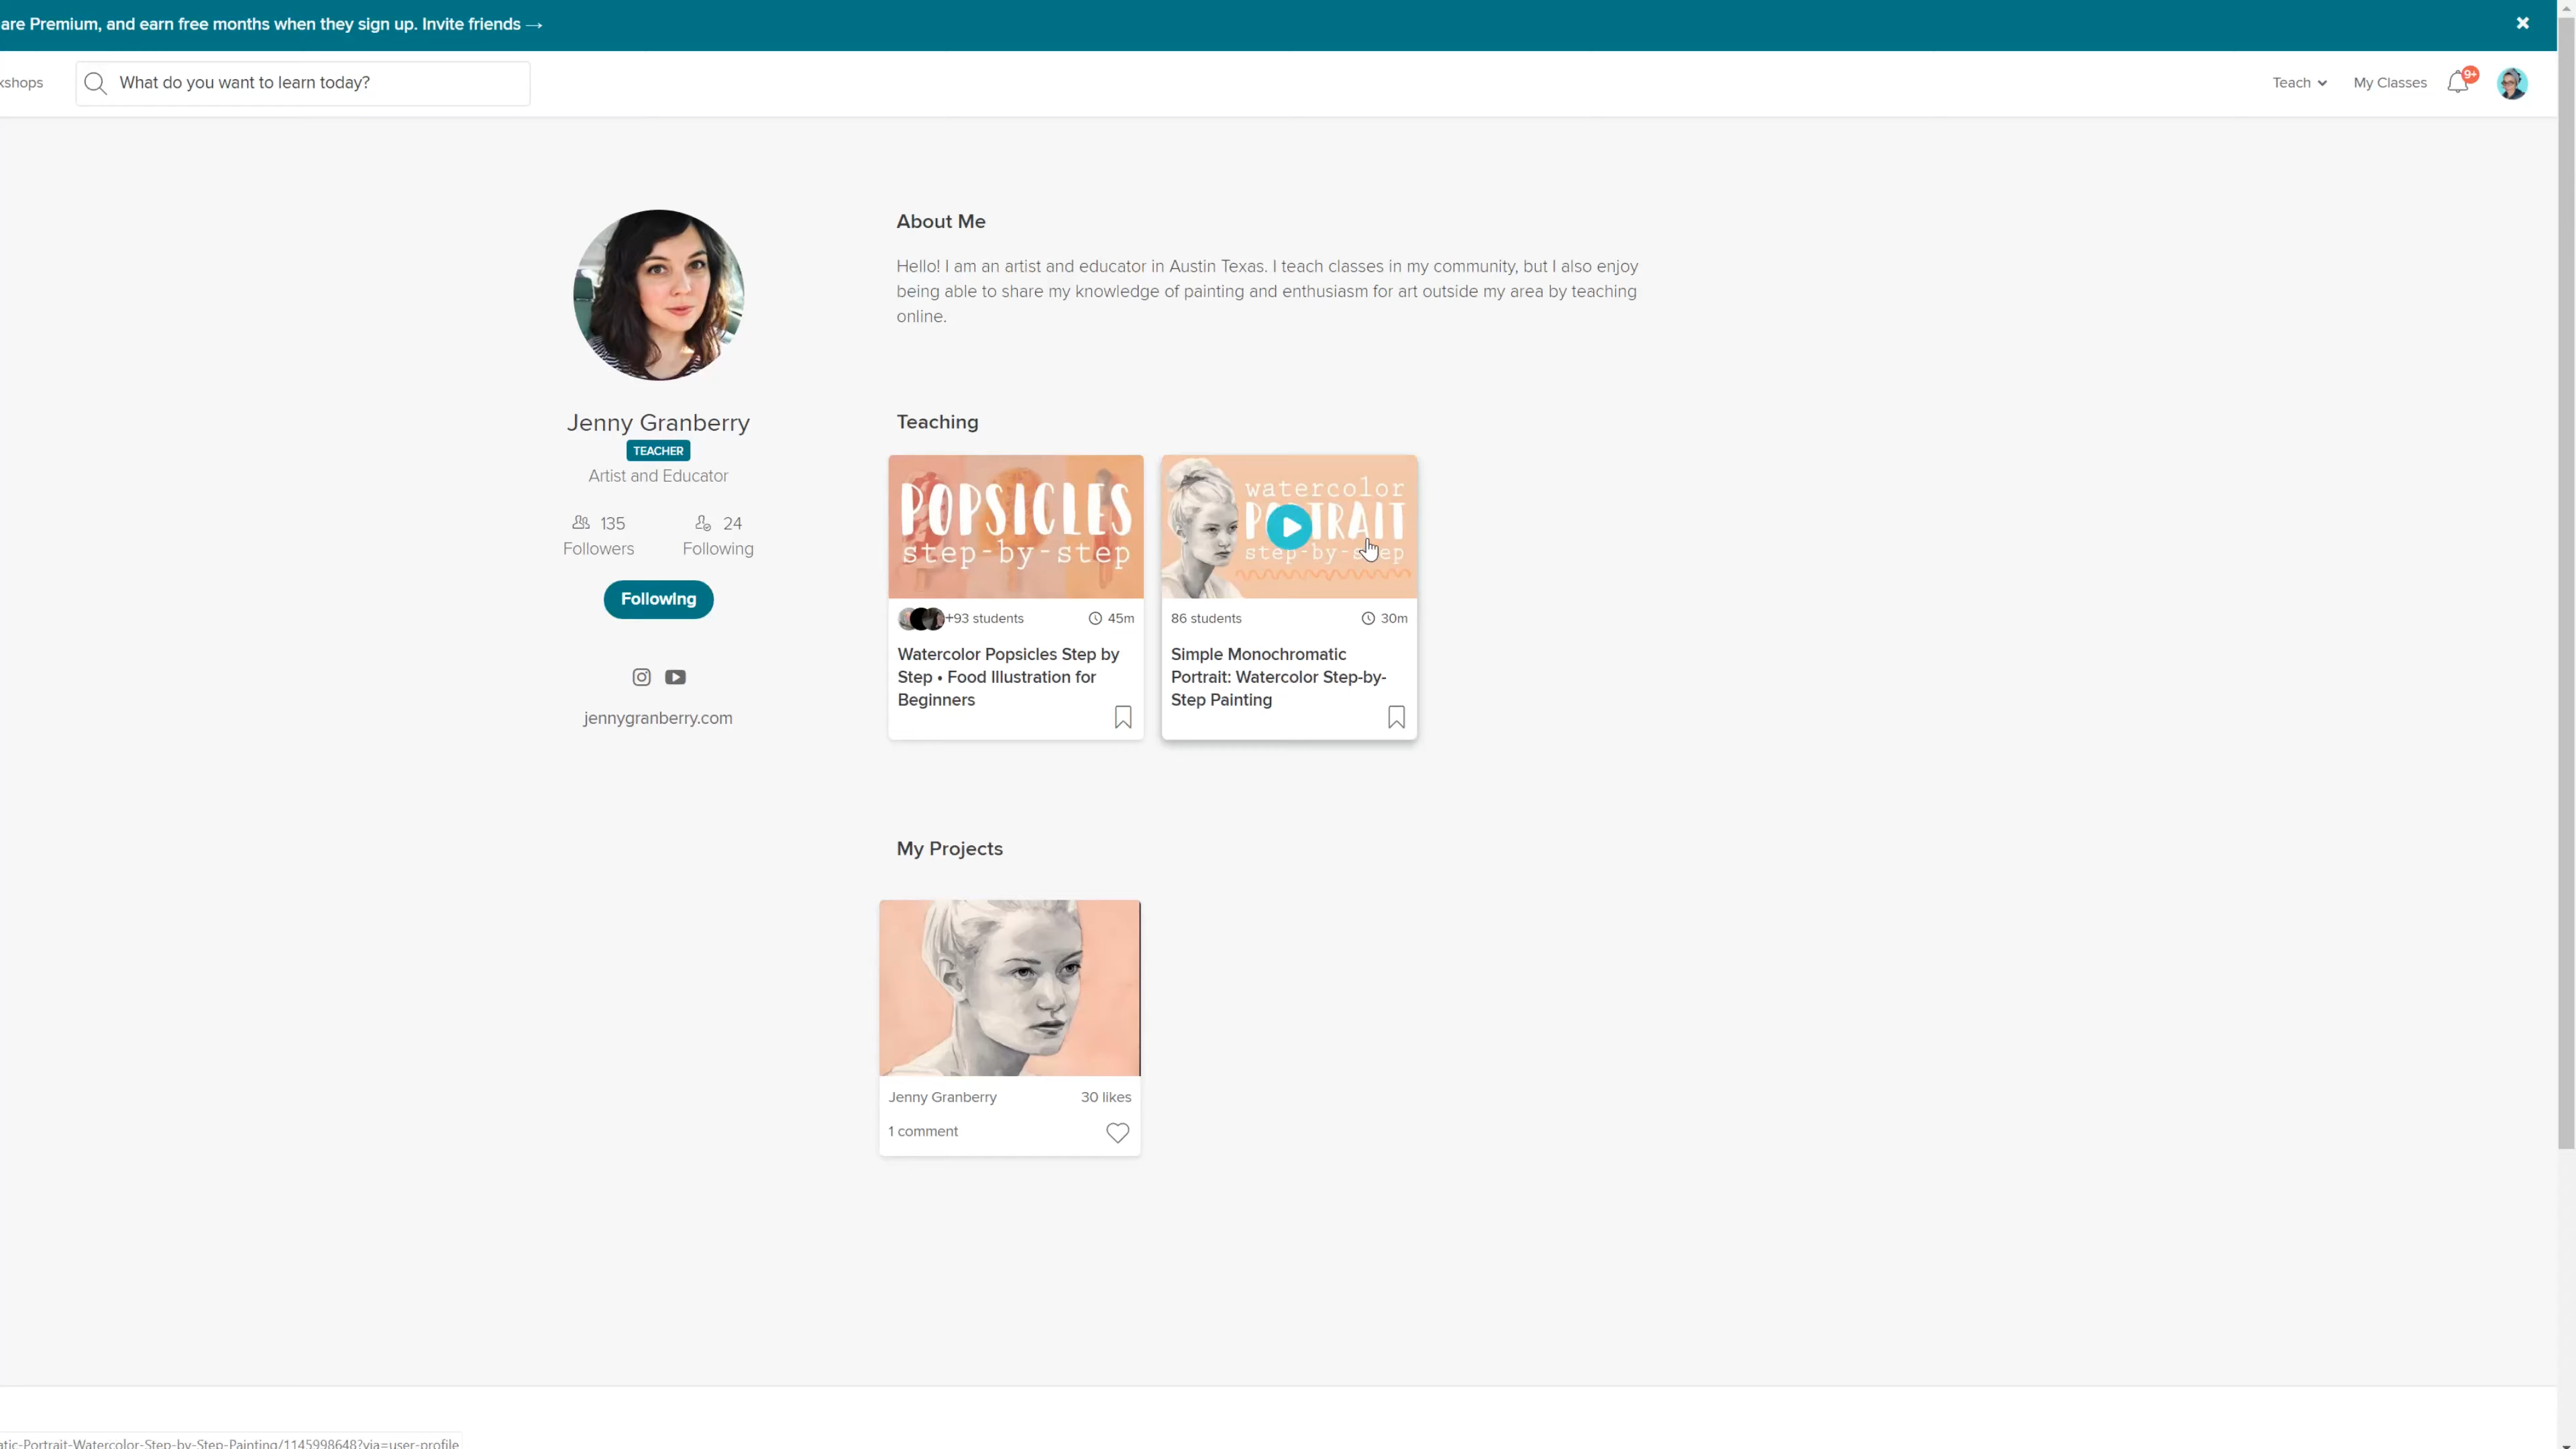 are Premium, and earn free months when they sign up. Invite friends →
kshops
What do you want to learn today?
Teach
My Classes
9+
Jenny Granberry
TEACHER
Artist and Educator
135
Followers
24
Following
Following
jennygranberry.com
About Me
Hello! I am an artist and educator in Austin Texas. I teach classes in my community, but I also enjoy
being able to share my knowledge of painting and enthusiasm for art outside my area by teaching
online.
Teaching
POPSICLES
step-by-step
+93 students
45m
Watercolor Popsicles Step by
Step • Food Illustration for
Beginners
watercolor
PORTRAIT
step-by-step
86 students
30m
Simple Monochromatic
Portrait: Watercolor Step-by-
Step Painting
My Projects
Jenny Granberry
30 likes
1 comment
atic-Portrait-Watercolor-Step-by-Step-Painting/1145998648?via=user-profile